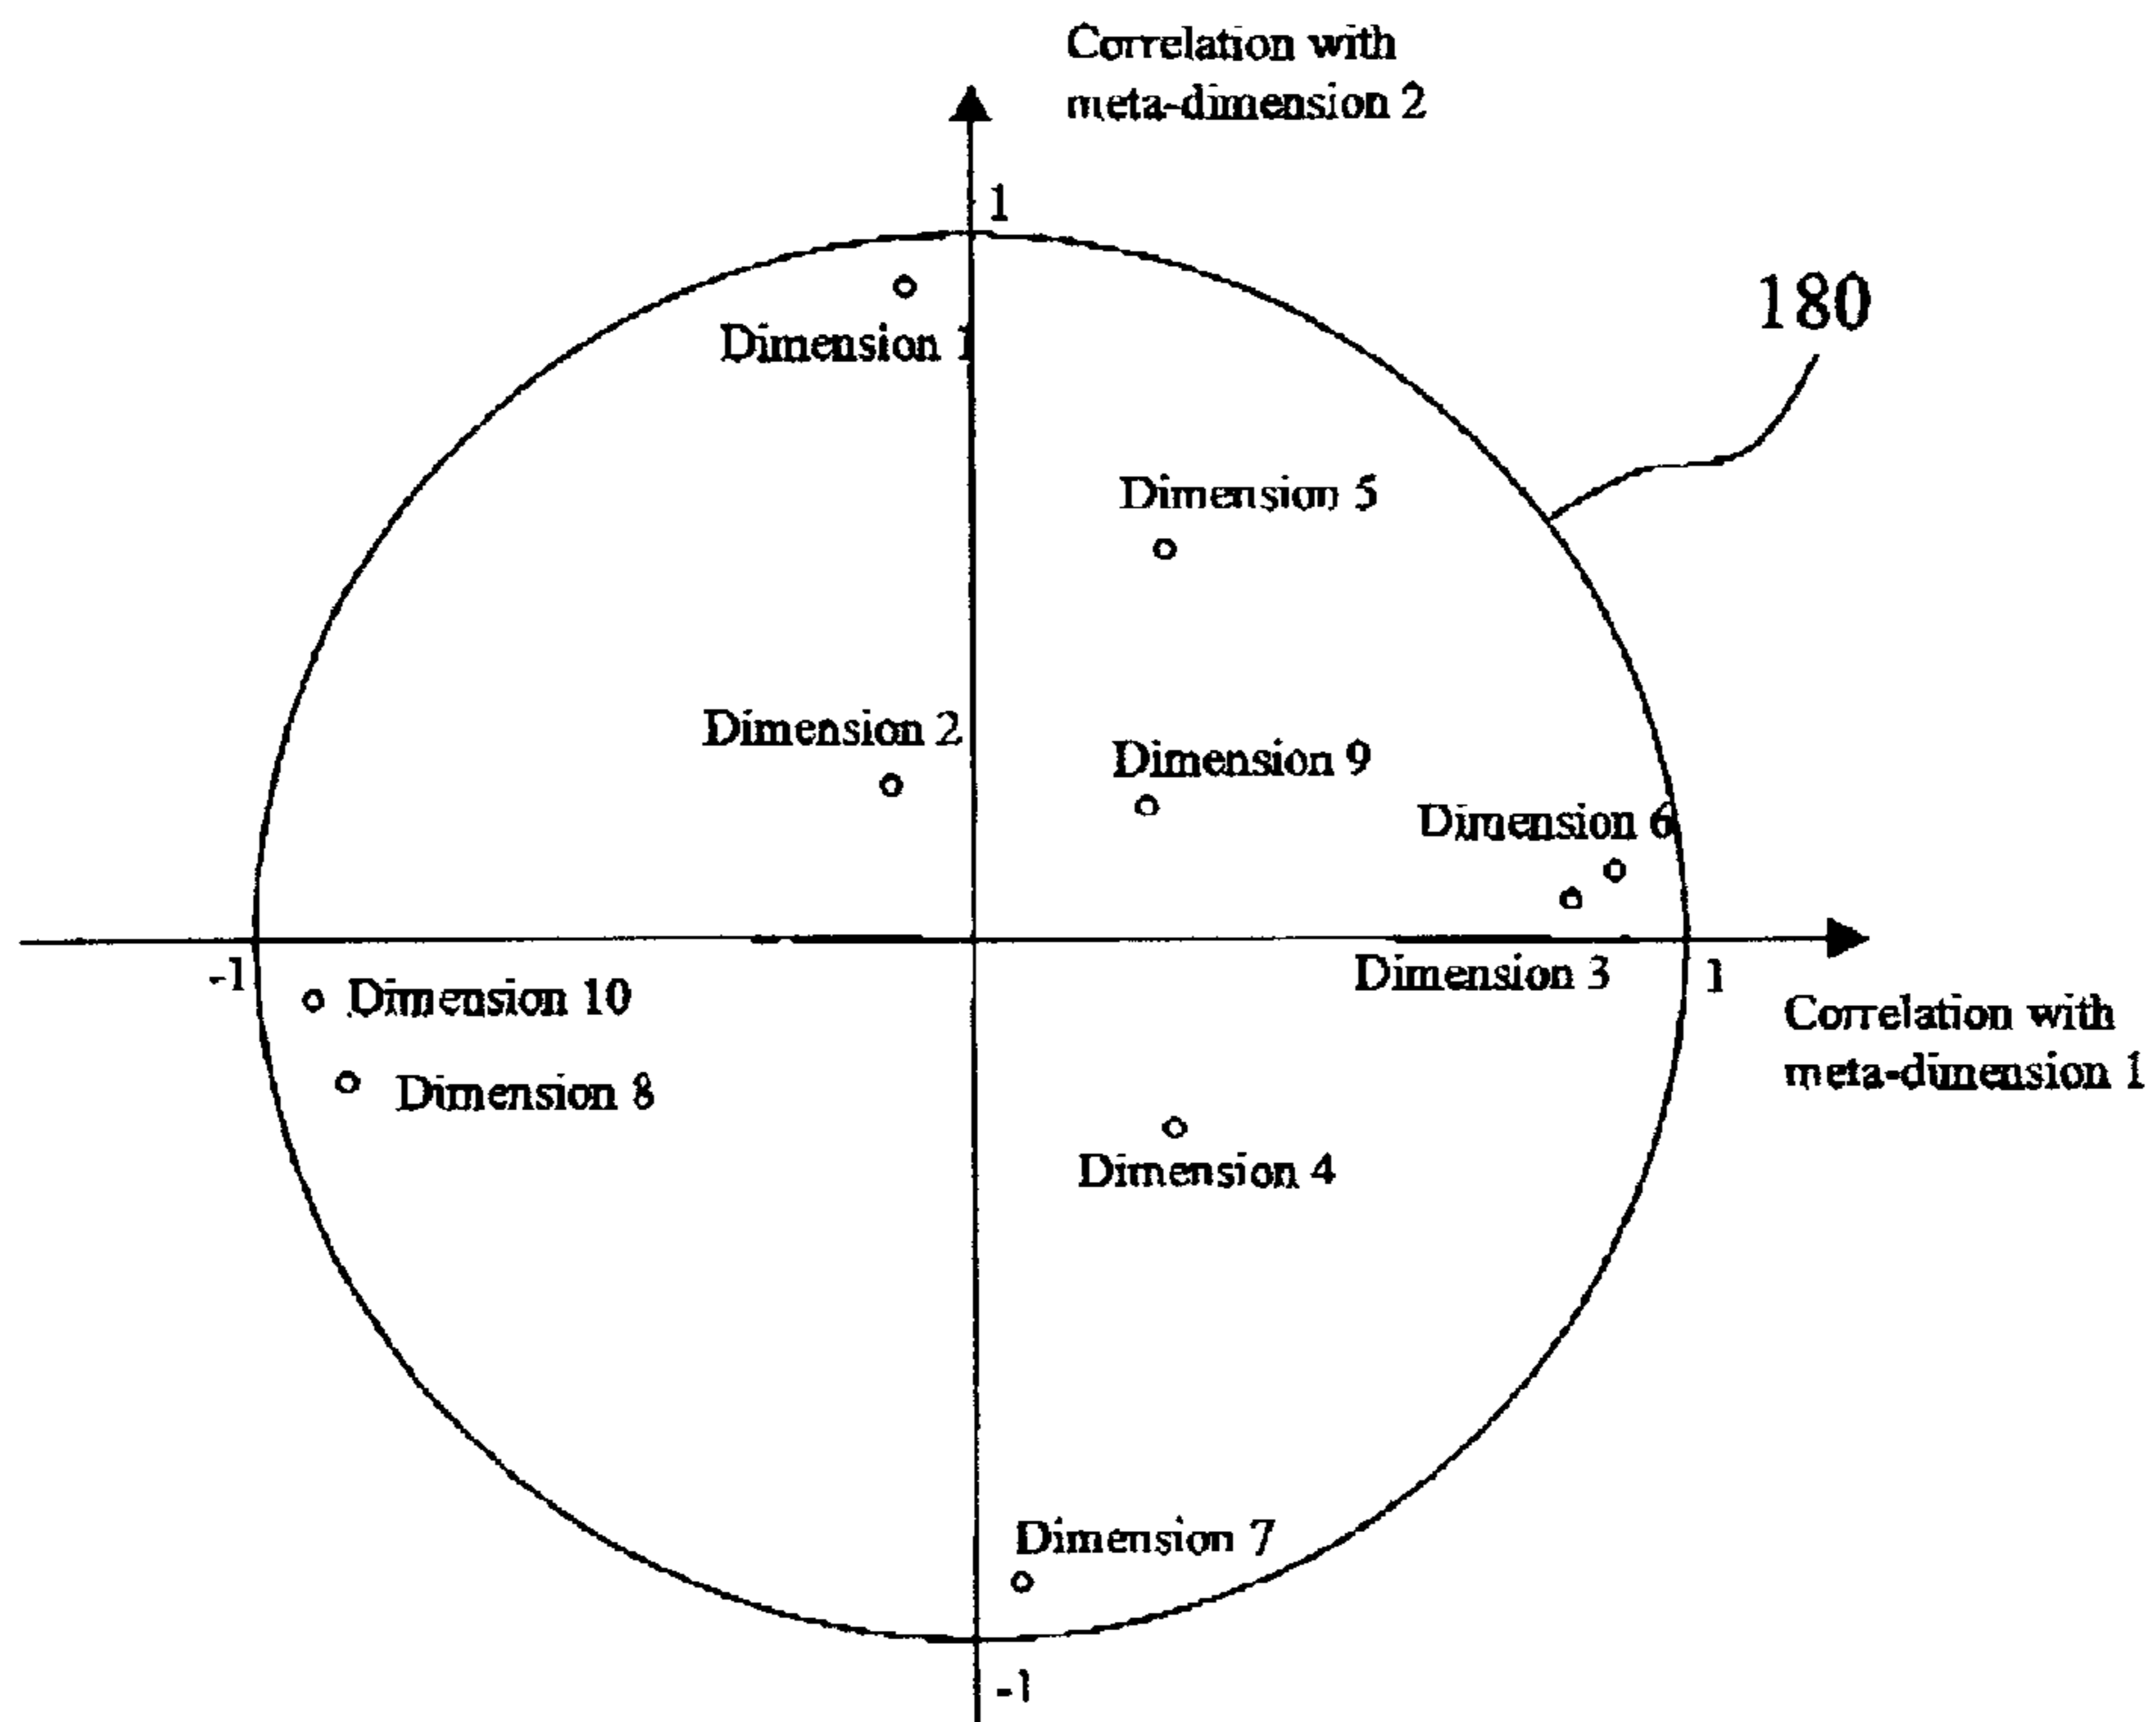 Correlation with
meta-dimension 2
1
180
Dimension 1
Dimension 5
Dimension 2
Dimension 9
Dimension 6
-1
Dimension 3
1
Dimension 10
Correlation with
meta-dimension 1
Dimension 8
Dimension 4
Dimension 7
-1